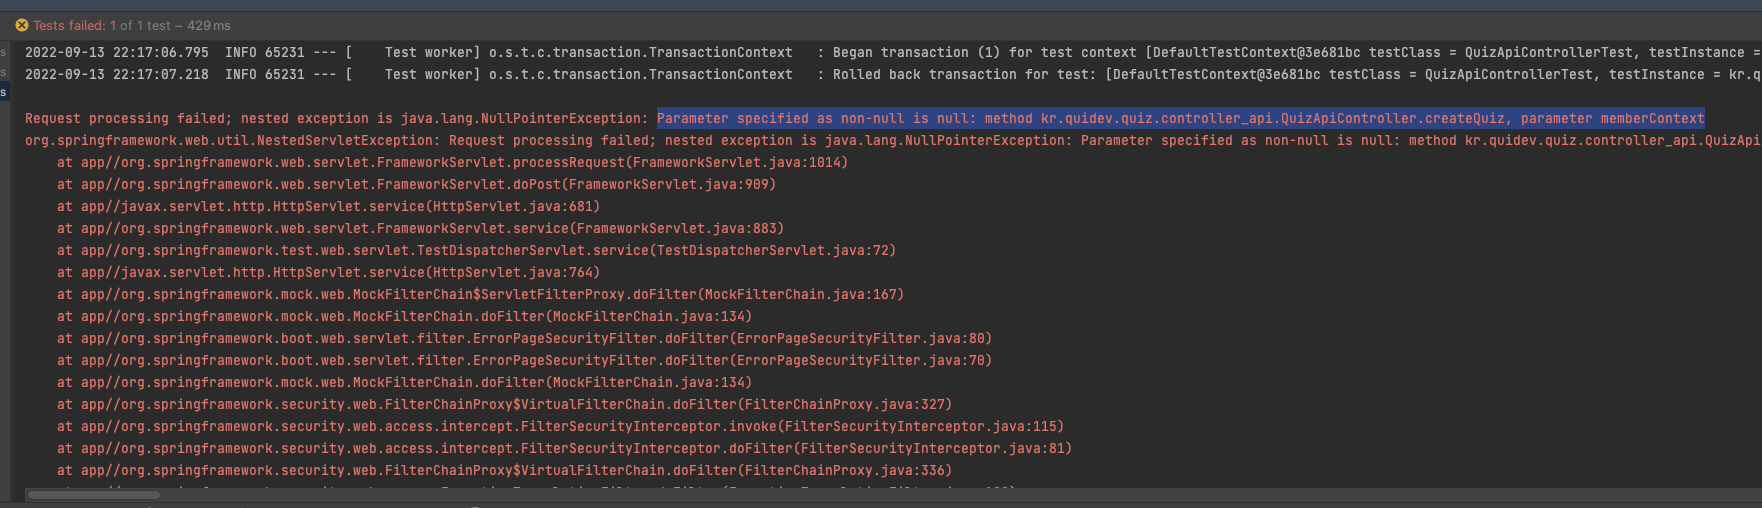 Tests failed: 1 of 1 test – 429 ms
2022-09-13 22:17:06.795  INFO 65231 --- [    Test worker] o.s.t.c.transaction.TransactionContext   : Began transaction (1) for test context [DefaultTestContext@3e681bc testClass = QuizApiControllerTest, testInstance =
2022-09-13 22:17:07.218  INFO 65231 --- [    Test worker] o.s.t.c.transaction.TransactionContext   : Rolled back transaction for test: [DefaultTestContext@3e681bc testClass = QuizApiControllerTest, testInstance = kr.q
Request processing failed; nested exception is java.lang.NullPointerException: Parameter specified as non-null is null: method kr.quidev.quiz.controller_api.QuizApiController.createQuiz, parameter memberContext
org.springframework.web.util.NestedServletException: Request processing failed; nested exception is java.lang.NullPointerException: Parameter specified as non-null is null: method kr.quidev.quiz.controller_api.QuizApi
at app//org.springframework.web.servlet.FrameworkServlet.processRequest(FrameworkServlet.java:1014)
at app//org.springframework.web.servlet.FrameworkServlet.doPost(FrameworkServlet.java:909)
at app//javax.servlet.http.HttpServlet.service(HttpServlet.java:681)
at app//org.springframework.web.servlet.FrameworkServlet.service(FrameworkServlet.java:883)
at app//org.springframework.test.web.servlet.TestDispatcherServlet.service(TestDispatcherServlet.java:72)
at app//javax.servlet.http.HttpServlet.service(HttpServlet.java:764)
at app//org.springframework.mock.web.MockFilterChain$ServletFilterProxy.doFilter(MockFilterChain.java:167)
at app//org.springframework.mock.web.MockFilterChain.doFilter(MockFilterChain.java:134)
at app//org.springframework.boot.web.servlet.filter.ErrorPageSecurityFilter.doFilter(ErrorPageSecurityFilter.java:80)
at app//org.springframework.boot.web.servlet.filter.ErrorPageSecurityFilter.doFilter(ErrorPageSecurityFilter.java:70)
at app//org.springframework.mock.web.MockFilterChain.doFilter(MockFilterChain.java:134)
at app//org.springframework.security.web.FilterChainProxy$VirtualFilterChain.doFilter(FilterChainProxy.java:327)
at app//org.springframework.security.web.access.intercept.FilterSecurityInterceptor.invoke(FilterSecurityInterceptor.java:115)
at app//org.springframework.security.web.access.intercept.FilterSecurityInterceptor.doFilter(FilterSecurityInterceptor.java:81)
at app//org.springframework.security.web.FilterChainProxy$VirtualFilterChain.doFilter(FilterChainProxy.java:336)